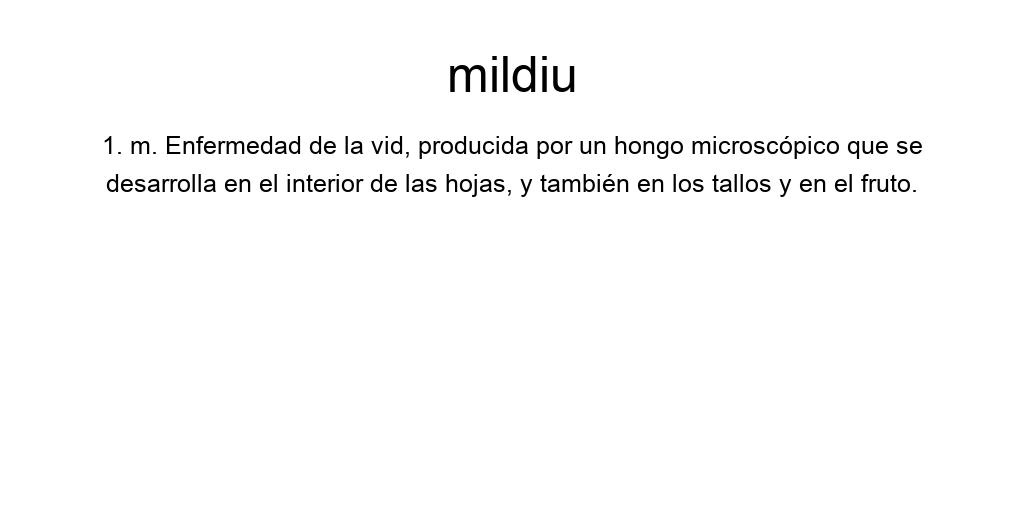 mildiu
1. m. Enfermedad de la vid, producida por un hongo microscópico que se
desarrolla en el interior de las hojas, y también en los tallos y en el fruto.